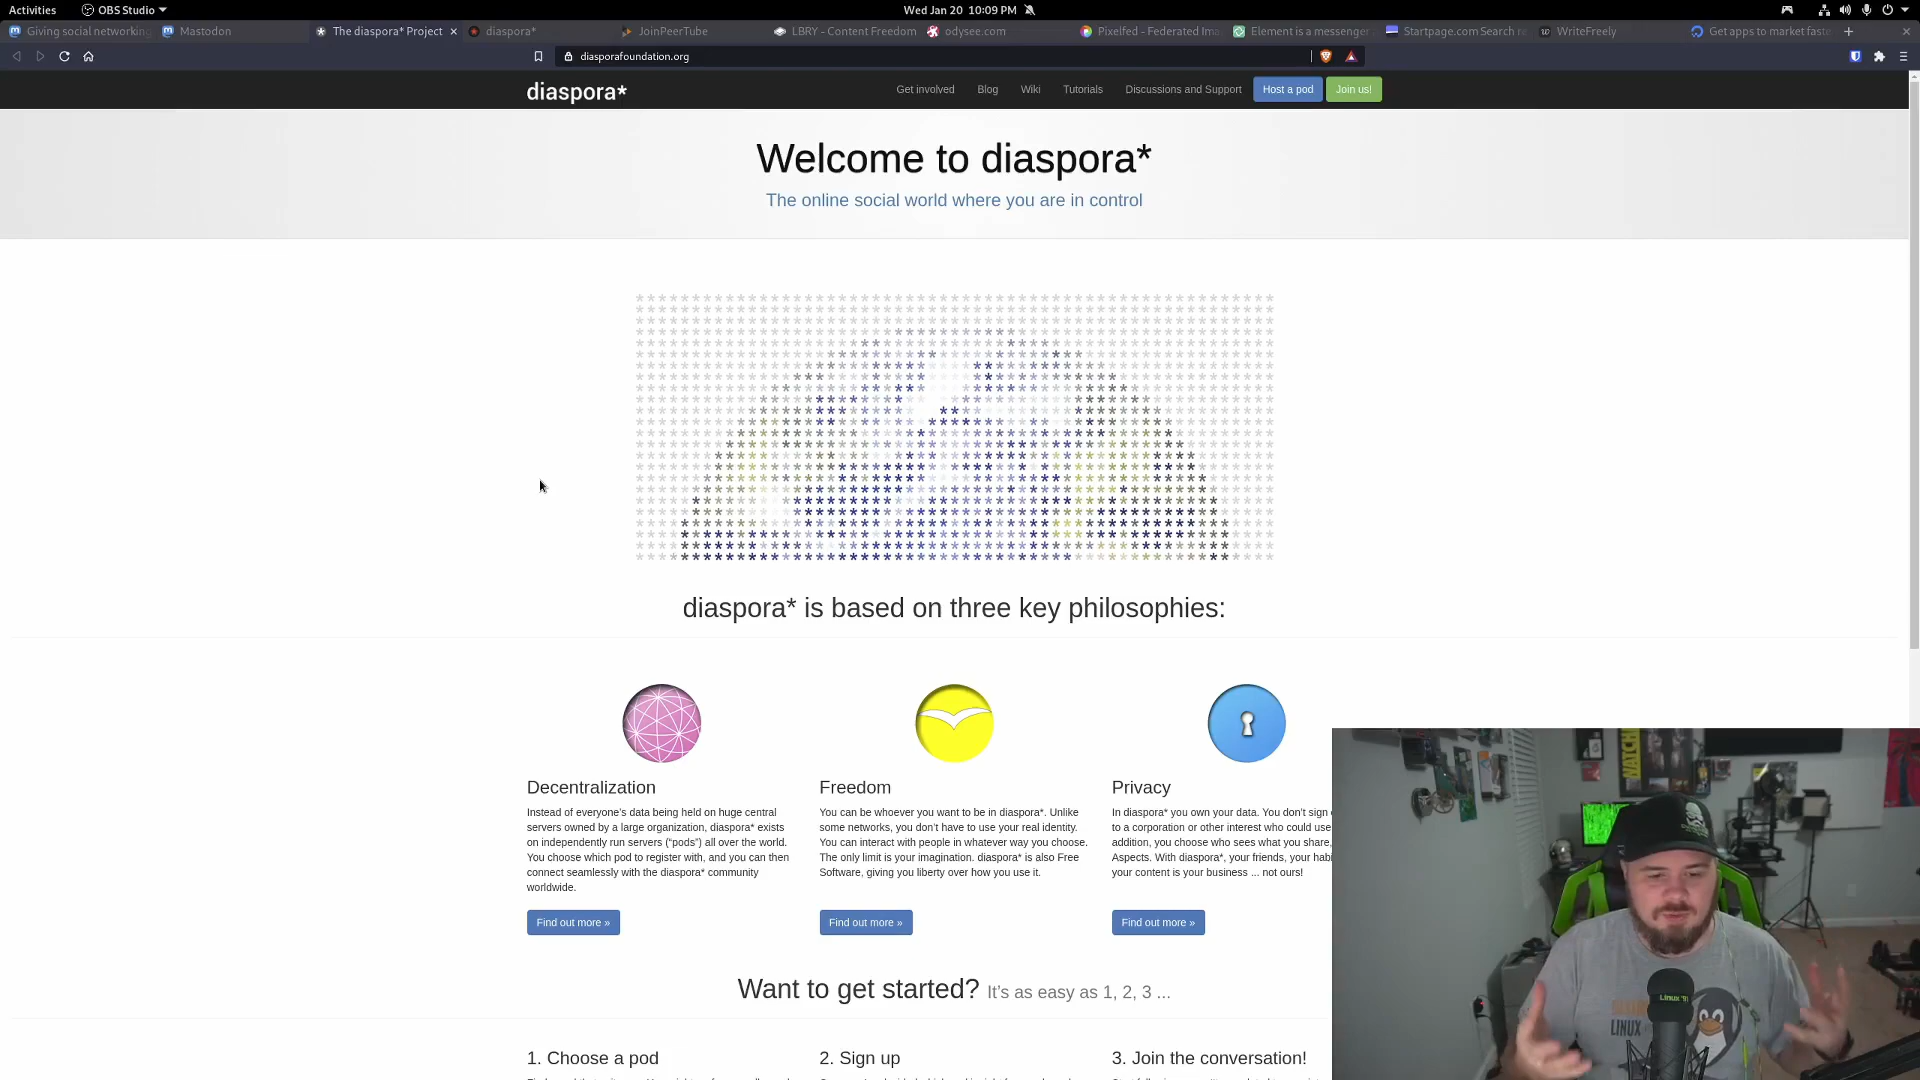 Activities OBS Studio Wed Jan 20 10:09 PM
Giving social networking Mastodon The diaspora* Project diaspora* JoinPeerTube LBRY - Content Freedom odysee.com Pixelfed - Federated Ima Element is a messenger Startpage.com Search re WriteFreely Get apps to market faste
diasporafoundation.org
diaspora* Get involved Blog Wiki Tutorials Discussions and Support Host a pod Join us!
Welcome to diaspora*
The online social world where you are in control
diaspora* is based on three key philosophies:
Decentralization
Instead of everyone's data being held on huge central
servers owned by a large organization, diaspora* exists
on independently run servers (“pods”) all over the world.
You choose which pod to register with, and you can then
connect seamlessly with the diaspora* community
worldwide.
Find out more »
Freedom
You can be whoever you want to be in diaspora*. Unlike
some networks, you don't have to use your real identity.
You can interact with people in whatever way you choose.
The only limit is your imagination. diaspora* is also Free
Software, giving you liberty over how you use it.
Find out more »
Privacy
In diaspora* you own your data. You don't sign
to a corporation or other interest who could use
addition, you choose who sees what you share,
Aspects. With diaspora*, your friends, your hab
your content is your business ... not ours!
Find out more »
Want to get started? It's as easy as 1, 2, 3 ...
1. Choose a pod
2. Sign up
3. Join the conversation!
LINUX